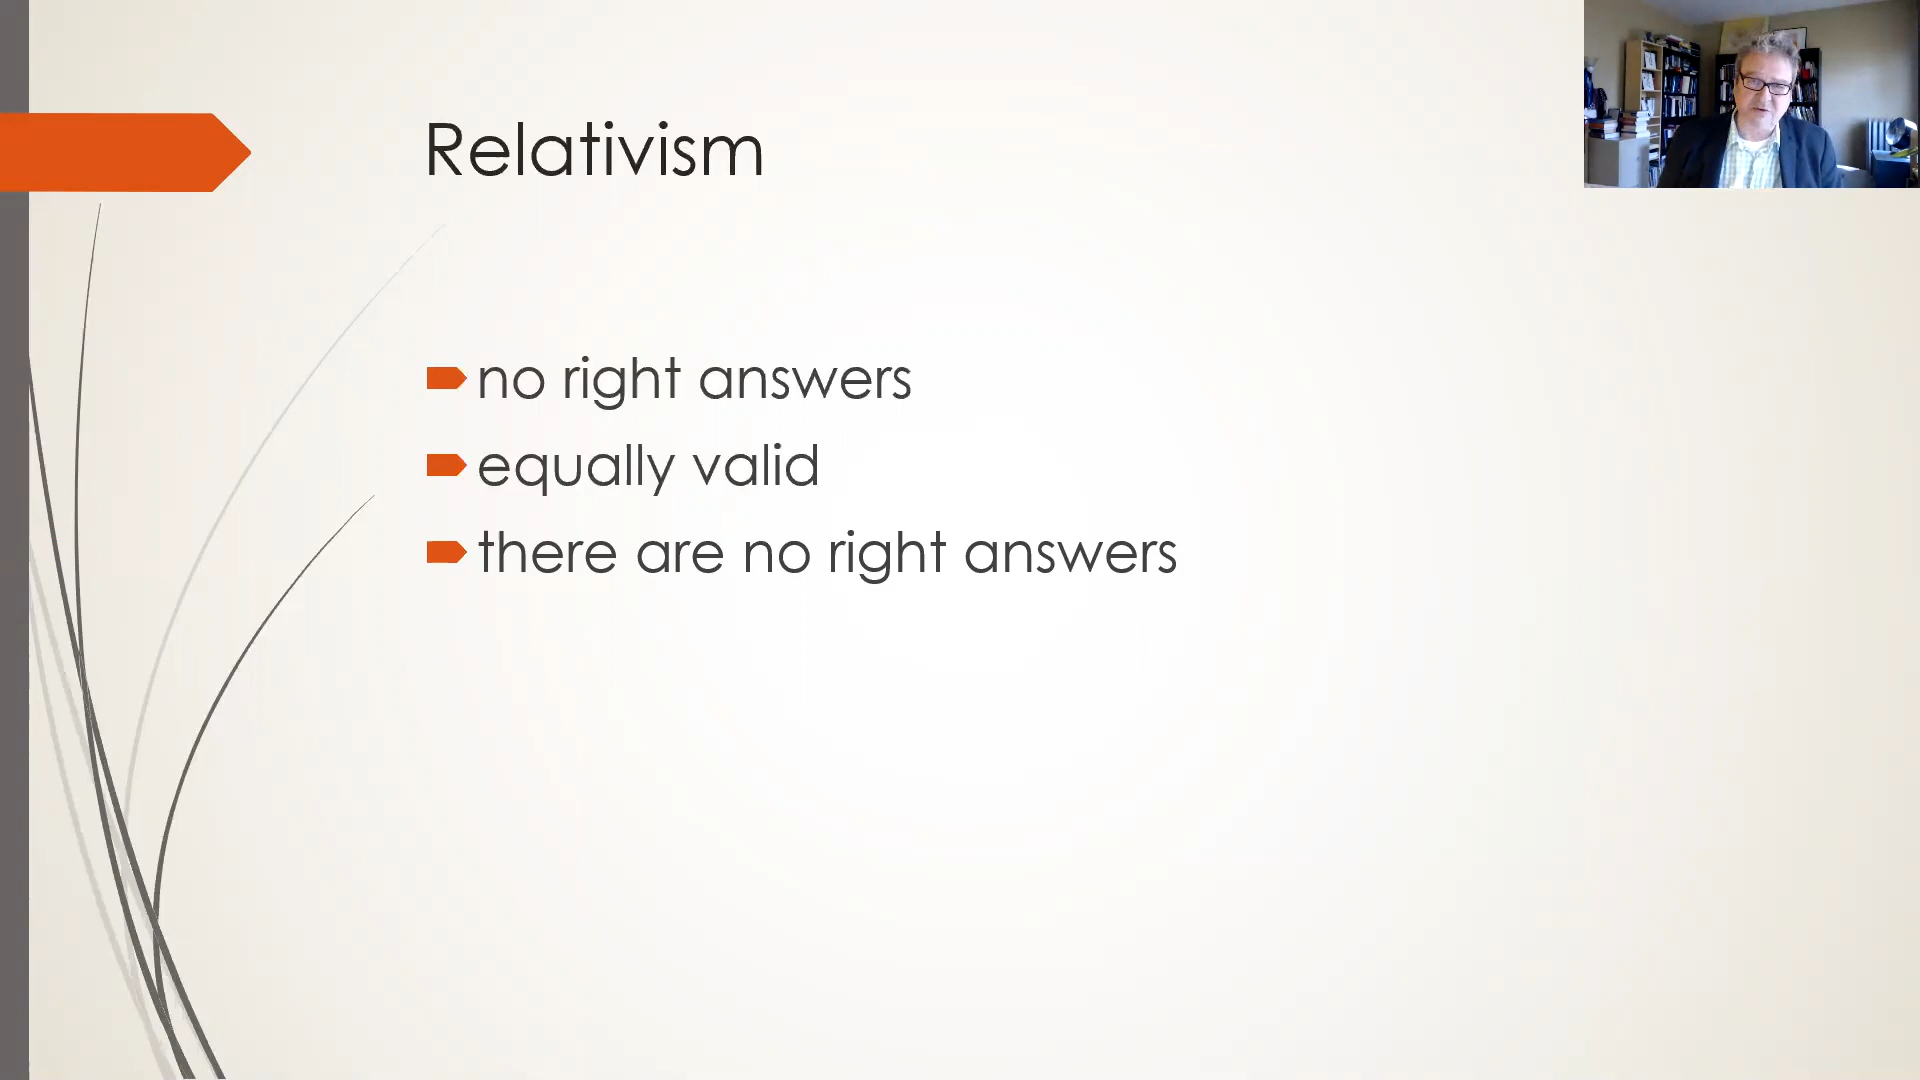 Relativism
no right answers
equally valid
there are no right answers